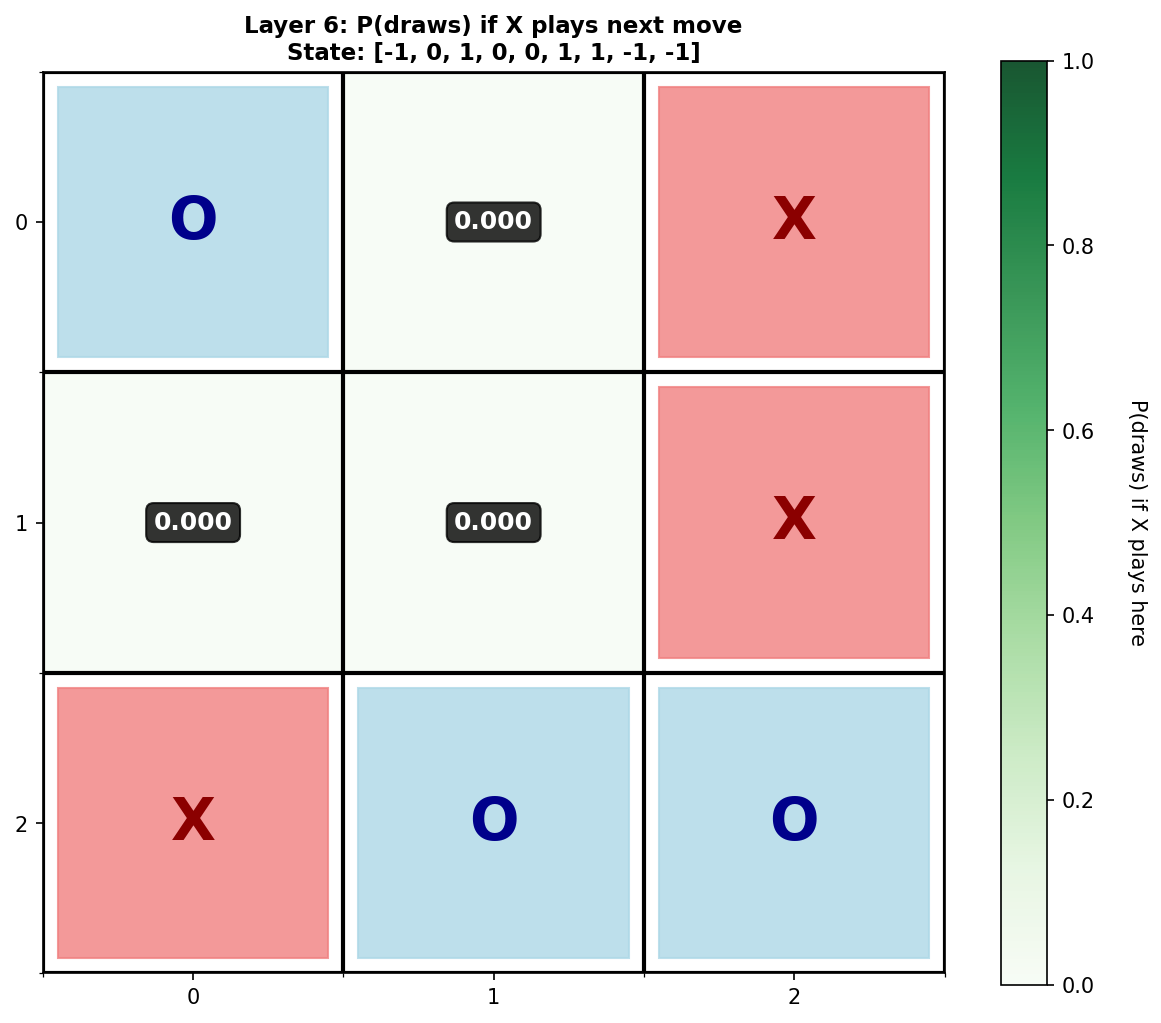 Layer 6: P(draws) if X plays next move
State: [-1, 0, 1, 0, 0, 1, 1, -1, -1]
O
0.000
X
0
0.000
0.000
X
1
X
O
O
2
0
1
2
1.0
0.8
0.6
0.4
0.2
0.0
P(draws) if X plays here